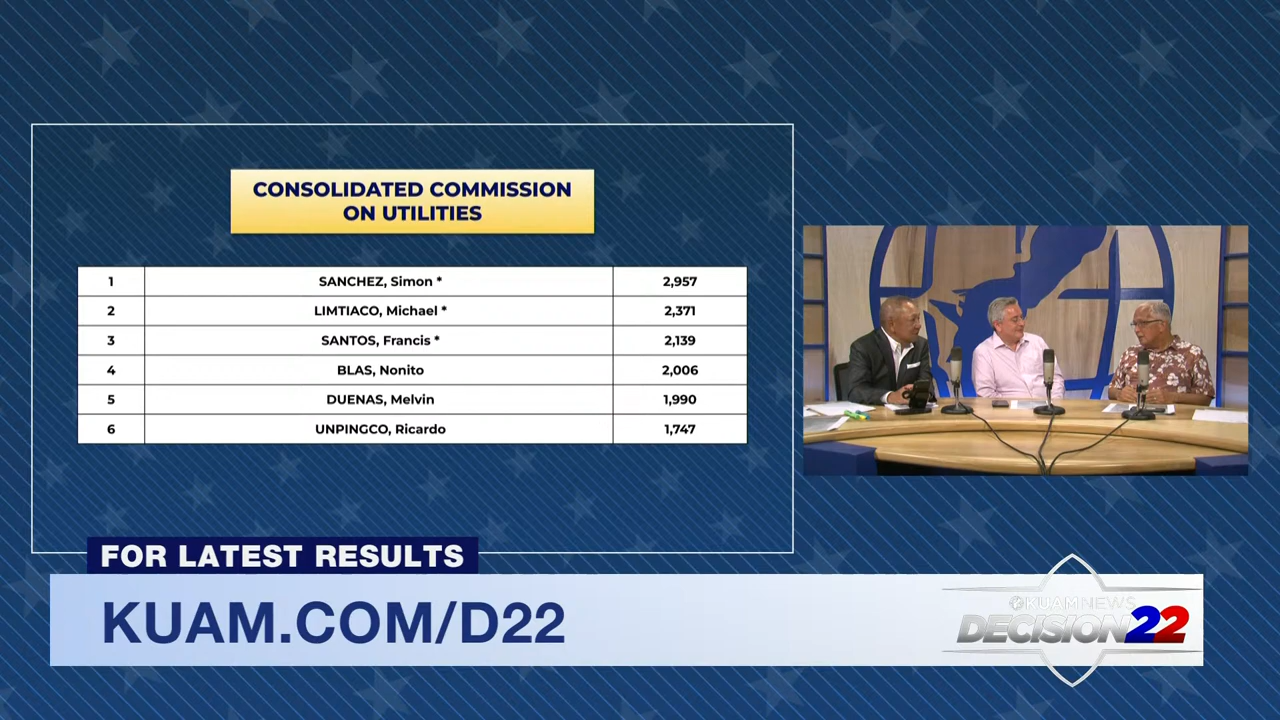 CONSOLIDATED COMMISSION
ON UTILITIES
1 SANCHEZ, Simon * 2,957
2 LIMTIACO, Michael * 2,371
3 SANTOS, Francis * 2,139
4 BLAS, Nonito 2,006
5 DUENAS, Melvin 1,990
6 UNPINGCO, Ricardo 1,747
FOR LATEST RESULTS
KUAM.COM/D22
KUAM NEWS
DECISION 22